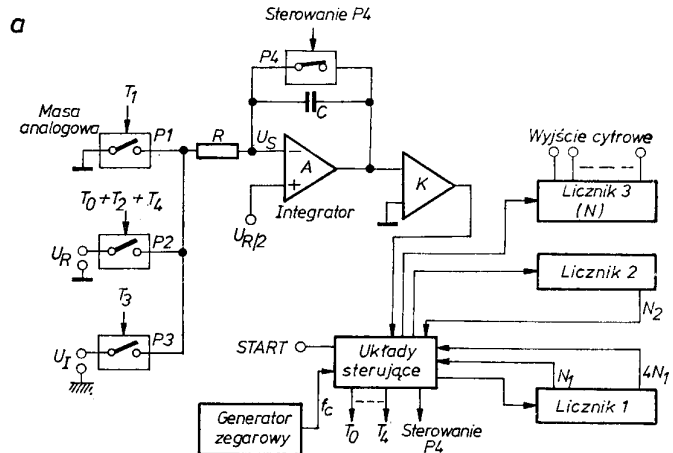 a
Sterowanie P4
P4
C
T1
Masa
analogowa
P1
R
US
A
Integrator
UR/2
K
T0+T2+T4
UR
P2
T3
UI
P3
Wyjście cyfrowe
Licznik 3
(N)
Licznik 2
N2
START
Układy
sterujące
N1
4N1
Licznik 1
Generator
zegarowy
fc
T0
T4
Sterowanie
P4